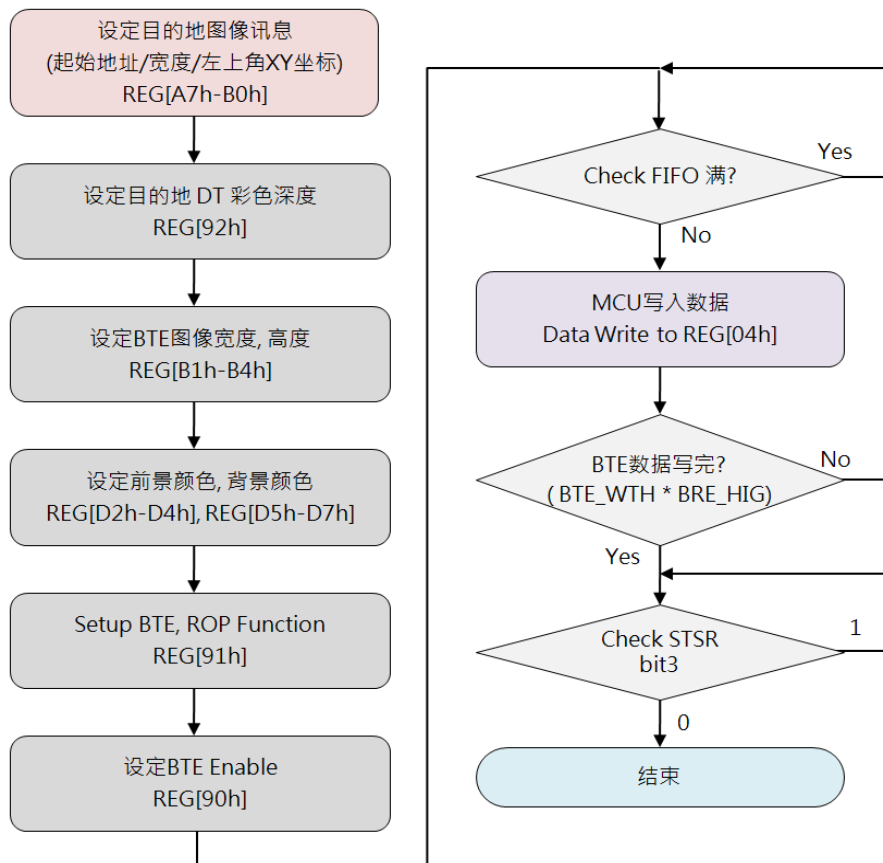 设定目的地图像讯息
(起始地址/宽度/左上角XY坐标)
REG[A7h-B0h]
设定目的地 DT 彩色深度
REG[92h]
设定BTE图像宽度, 高度
REG[B1h-B4h]
设定前景颜色, 背景颜色
REG[D2h-D4h], REG[D5h-D7h]
Setup BTE, ROP Function
REG[91h]
设定BTE Enable
REG[90h]
Check FIFO 满?
Yes
No
MCU写入数据
Data Write to REG[04h]
BTE数据写完?
( BTE_WTH * BRE_HIG)
No
Yes
Check STSR
bit3
1
0
结束